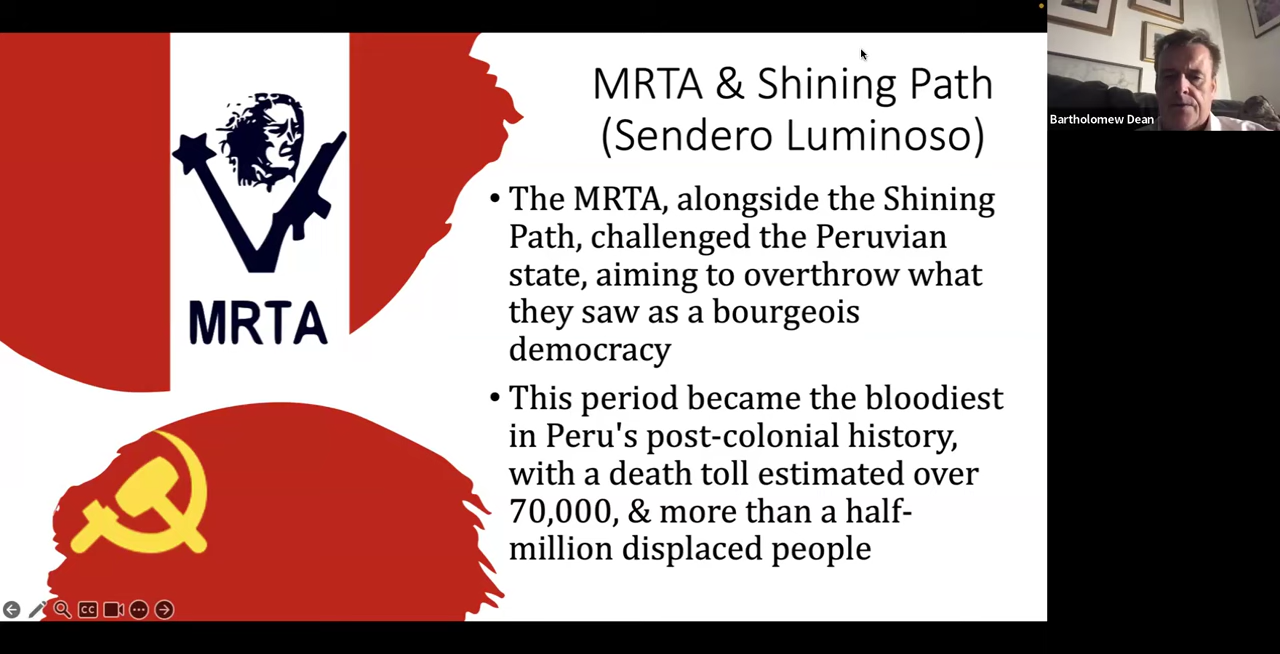 MRTA & Shining Path
(Sendero Luminoso)
• The MRTA, alongside the Shining
Path, challenged the Peruvian
state, aiming to overthrow what
they saw as a bourgeois
democracy
• This period became the bloodiest
in Peru's post-colonial history,
with a death toll estimated over
70,000, & more than a half-
million displaced people
MRTA
CC
Bartholomew Dean